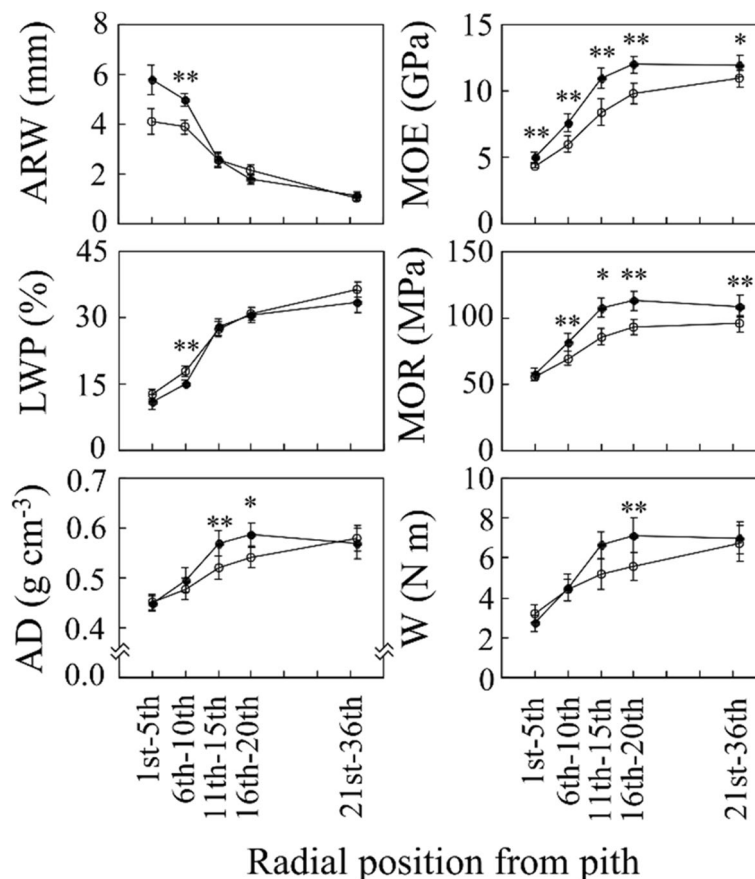 ARW (mm)
8
6
4
2
0
**
MOE (GPa)
15
10
5
0
**
**
**
**
*
LWP (%)
45
30
15
0
**
MOR (MPa)
150
100
50
0
**
*
**
**
AD (g cm-3)
0.7
0.6
0.5
0.4
0.0
**
*
W (N m)
10
8
6
4
2
0
**
1st-5th
6th-10th
11th-15th
16th-20th
21st-36th
1st-5th
6th-10th
11th-15th
16th-20th
21st-36th
Radial position from pith